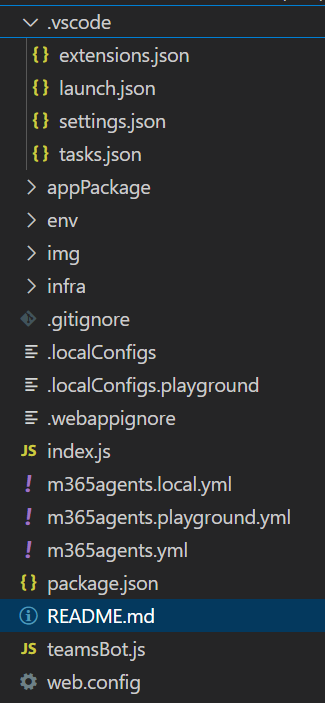 .vscode
{} extensions.json
{} launch.json
{} settings.json
{} tasks.json
appPackage
env
img
infra
.gitignore
.localConfigs
.localConfigs.playground
.webappignore
JS index.js
! m365agents.local.yml
! m365agents.playground.yml
! m365agents.yml
{} package.json
README.md
JS teamsBot.js
web.config